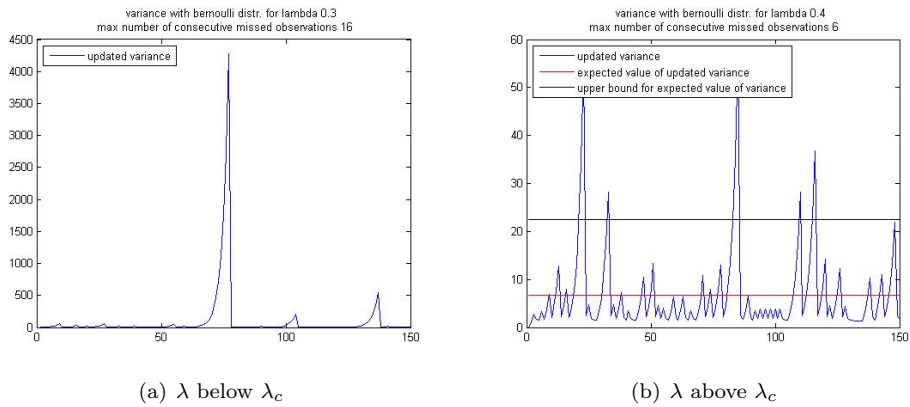 variance with bernoulli distr. for lambda 0.3
max number of consecutive missed observations 16
4500
4000
3500
3000
2500
2000
1500
1000
500
0
0
50
100
150
updated variance
(a) λ below λc
variance with bernoulli distr. for lambda 0.4
max number of consecutive missed observations 6
60
50
40
30
20
10
0
0
50
100
150
updated variance
expected value of updated variance
upper bound for expected value of variance
(b) λ above λc